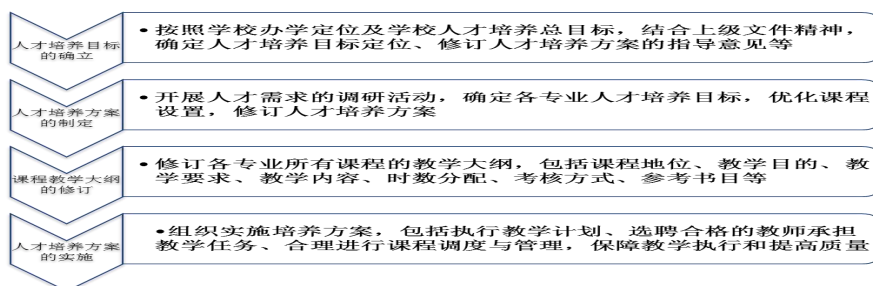 人才培养目标
的确立
•按照学校办学定位及学校人才培养总目标，结合上级文件精神，
确定人才培养目标定位、修订人才培养方案的指导意见等
人才培养方案
的制定
•开展人才需求的调研活动，确定各专业人才培养目标，优化课程
设置，修订人才培养方案
课程教学大纲
的修订
•修订各专业所有课程的教学大纲，包括课程地位、教学目的、教
学要求、教学内容、时数分配、考核方式、参考书目等
人才培养方案
的实施
•组织实施培养方案，包括执行教学计划、选聘合格的教师承担
教学任务、合理进行课程调度与管理，保障教学执行和提高质量